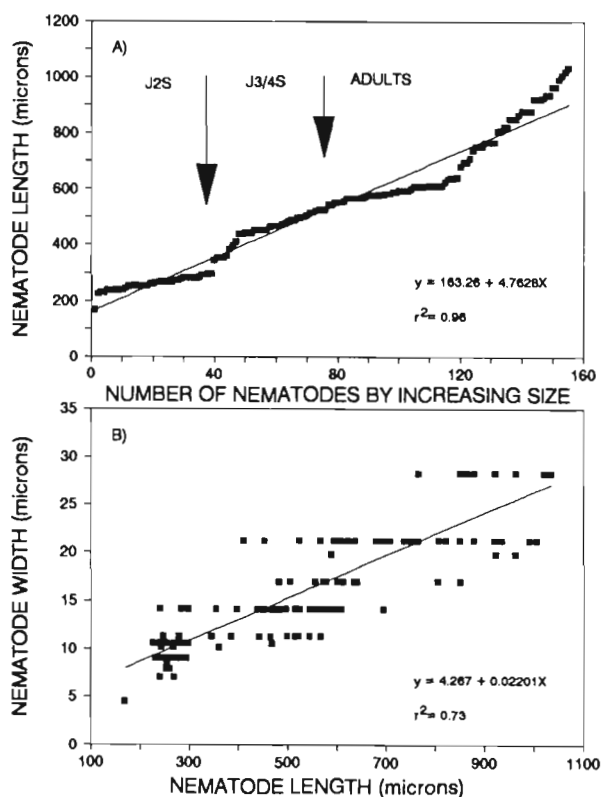 A)
J2S
J3/4S
ADULTS
NEMATODE LENGTH (microns)
1200
1000
800
600
400
200
0
y = 163.26 + 4.7628X
r2= 0.96
0
40
80
120
160
NUMBER OF NEMATODES BY INCREASING SIZE
B)
NEMATODE WIDTH (microns)
35
30
25
20
15
10
5
0
y = 4.267 + 0.02201X
r2= 0.73
100
300
500
700
900
1100
NEMATODE LENGTH (microns)